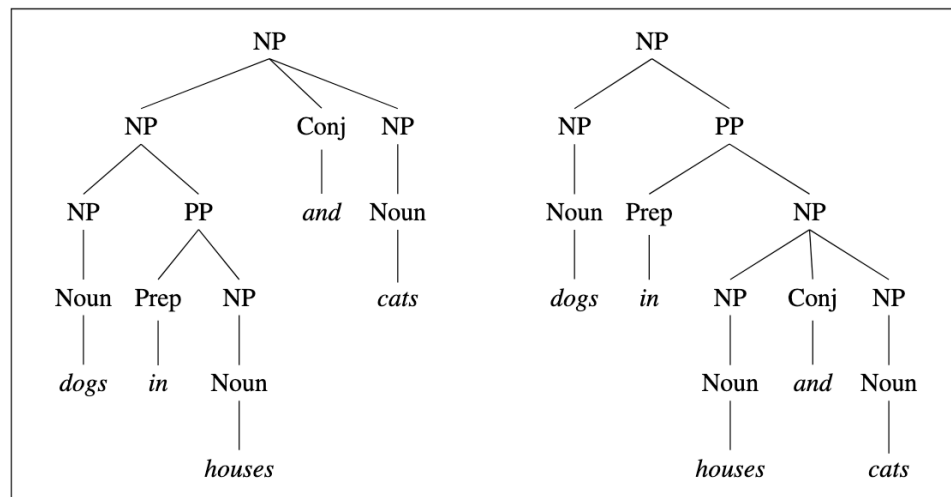 NP NP
NP Conj NP NP PP
NP PP and Noun Noun Prep NP
Noun Prep NP cats dogs in NP Conj NP
dogs in Noun Noun and Noun
houses houses cats